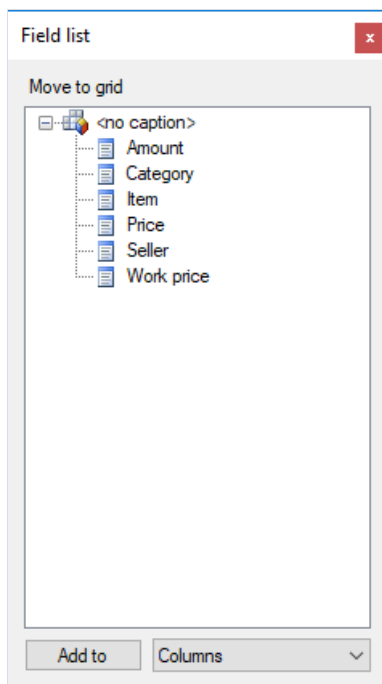 Field list
x
Move to grid
<no caption>
Amount
Category
Item
Price
Seller
Work price
Add to
Columns